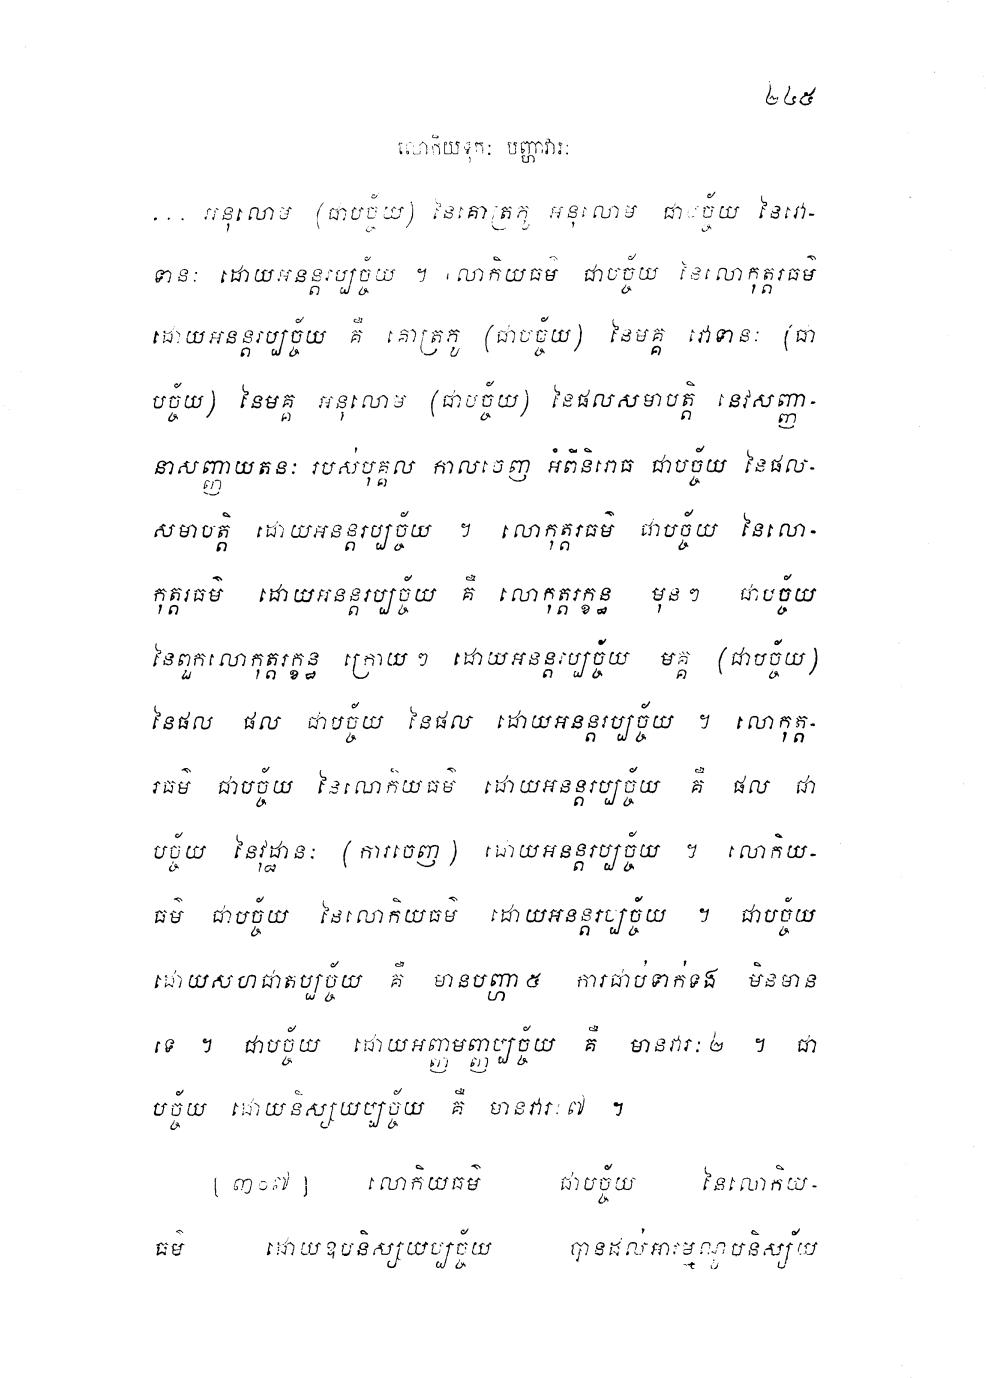 ២៤៥
លោកិយទុកៈ បញ្ហាវារៈ
... អនុលោម (ជាបច្ច័យ) នៃគោត្រភូ អនុលោម ជាបច្ច័យ នៃវោ-
ទានៈ ដោយអនន្តរប្បច្ច័យ ។ លោកិយធម៌ ជាបច្ច័យ នៃលោកុត្តរធម៌
ដោយអនន្តរប្បច្ច័យ គឺ គោត្រភូ (ជាបច្ច័យ) នៃមគ្គ វោទានៈ (ជា
បច្ច័យ) នៃមគ្គ អនុលោម (ជាបច្ច័យ) នៃផលសមាបត្តិ នេវសញ្ញា-
នាសញ្ញាយតនៈ របស់បុគ្គល កាលចេញ អំពីនិរោធ ជាបច្ច័យ នៃផល-
សមាបត្តិ ដោយអនន្តរប្បច្ច័យ ។ លោកុត្តរធម៌ ជាបច្ច័យ នៃលោ-
កុត្តរធម៌ ដោយអនន្តរប្បច្ច័យ គឺ លោកុត្តរក្ខន្ធ មុនៗ ជាបច្ច័យ
នៃពួកលោកុត្តរក្ខន្ធ ក្រោយៗ ដោយអនន្តរប្បច្ច័យ មគ្គ (ជាបច្ច័យ)
នៃផល ផល ជាបច្ច័យ នៃផល ដោយអនន្តរប្បច្ច័យ ។ លោកុត្ត-
រធម៌ ជាបច្ច័យ នៃលោកិយធម៌ ដោយអនន្តរប្បច្ច័យ គឺ ផល ជា
បច្ច័យ នៃវុដ្ឋានៈ (ការចេញ) ដោយអនន្តរប្បច្ច័យ ។ លោកិយ-
ធម៌ ជាបច្ច័យ នៃលោកិយធម៌ ដោយអនន្តរប្បច្ច័យ ។ ជាបច្ច័យ
ដោយសហជាតប្បច្ច័យ គឺ មានបញ្ហា ៥ ការជាប់ទាក់ទង មិនមាន
ទេ ។ ជាបច្ច័យ ដោយអញ្ញមញ្ញប្បច្ច័យ គឺ មានវារៈ ២ ។ ជា
បច្ច័យ ដោយនិស្សយប្បច្ច័យ គឺ មានវារៈ ៧ ។
[៣០៧] លោកិយធម៌ ជាបច្ច័យ នៃលោកិយ-
ធម៌ ដោយឧបនិស្សយប្បច្ច័យ បានដល់អារម្មណូបនិស្ស័យ